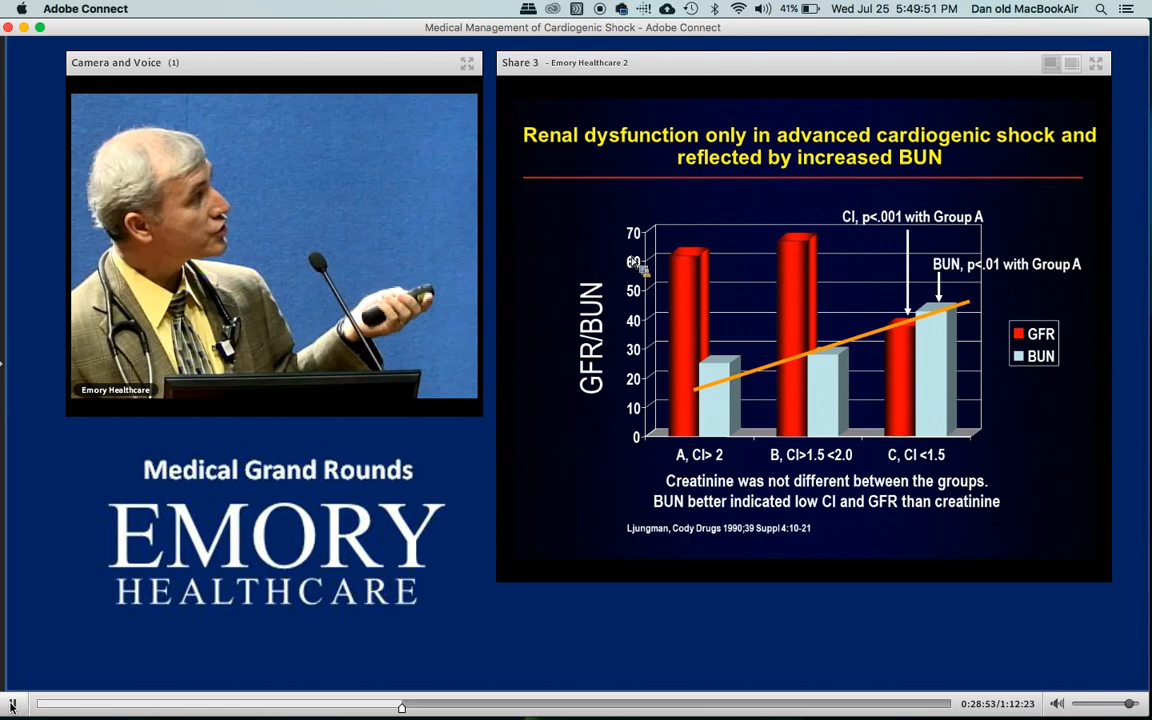 Adobe Connect
41%
Wed Jul 25 5:49:51 PM
Dan old MacBookAir
Medical Management of Cardiogenic Shock - Adobe Connect
Camera and Voice (1)
Share 3 - Emory Healthcare 2
Emory Healthcare
Medical Grand Rounds
EMORY
HEALTHCARE
Renal dysfunction only in advanced cardiogenic shock and
reflected by increased BUN
CI, p<.001 with Group A
BUN, p<.01 with Group A
GFR/BUN
70
60
50
40
30
20
10
0
GFR
BUN
A, CI> 2
B, CI>1.5 <2.0
C, CI <1.5
Creatinine was not different between the groups.
BUN better indicated low CI and GFR than creatinine
Ljungman, Cody Drugs 1990;39 Suppl 4:10-21
0:28:53/1:12:23